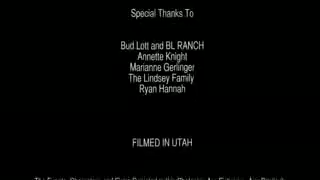 Special Thanks To
Bud Lott and BL RANCH
Annette Knight
Marianne Gerlinger
The Lindsey Family
Ryan Hannah
FILMED IN UTAH